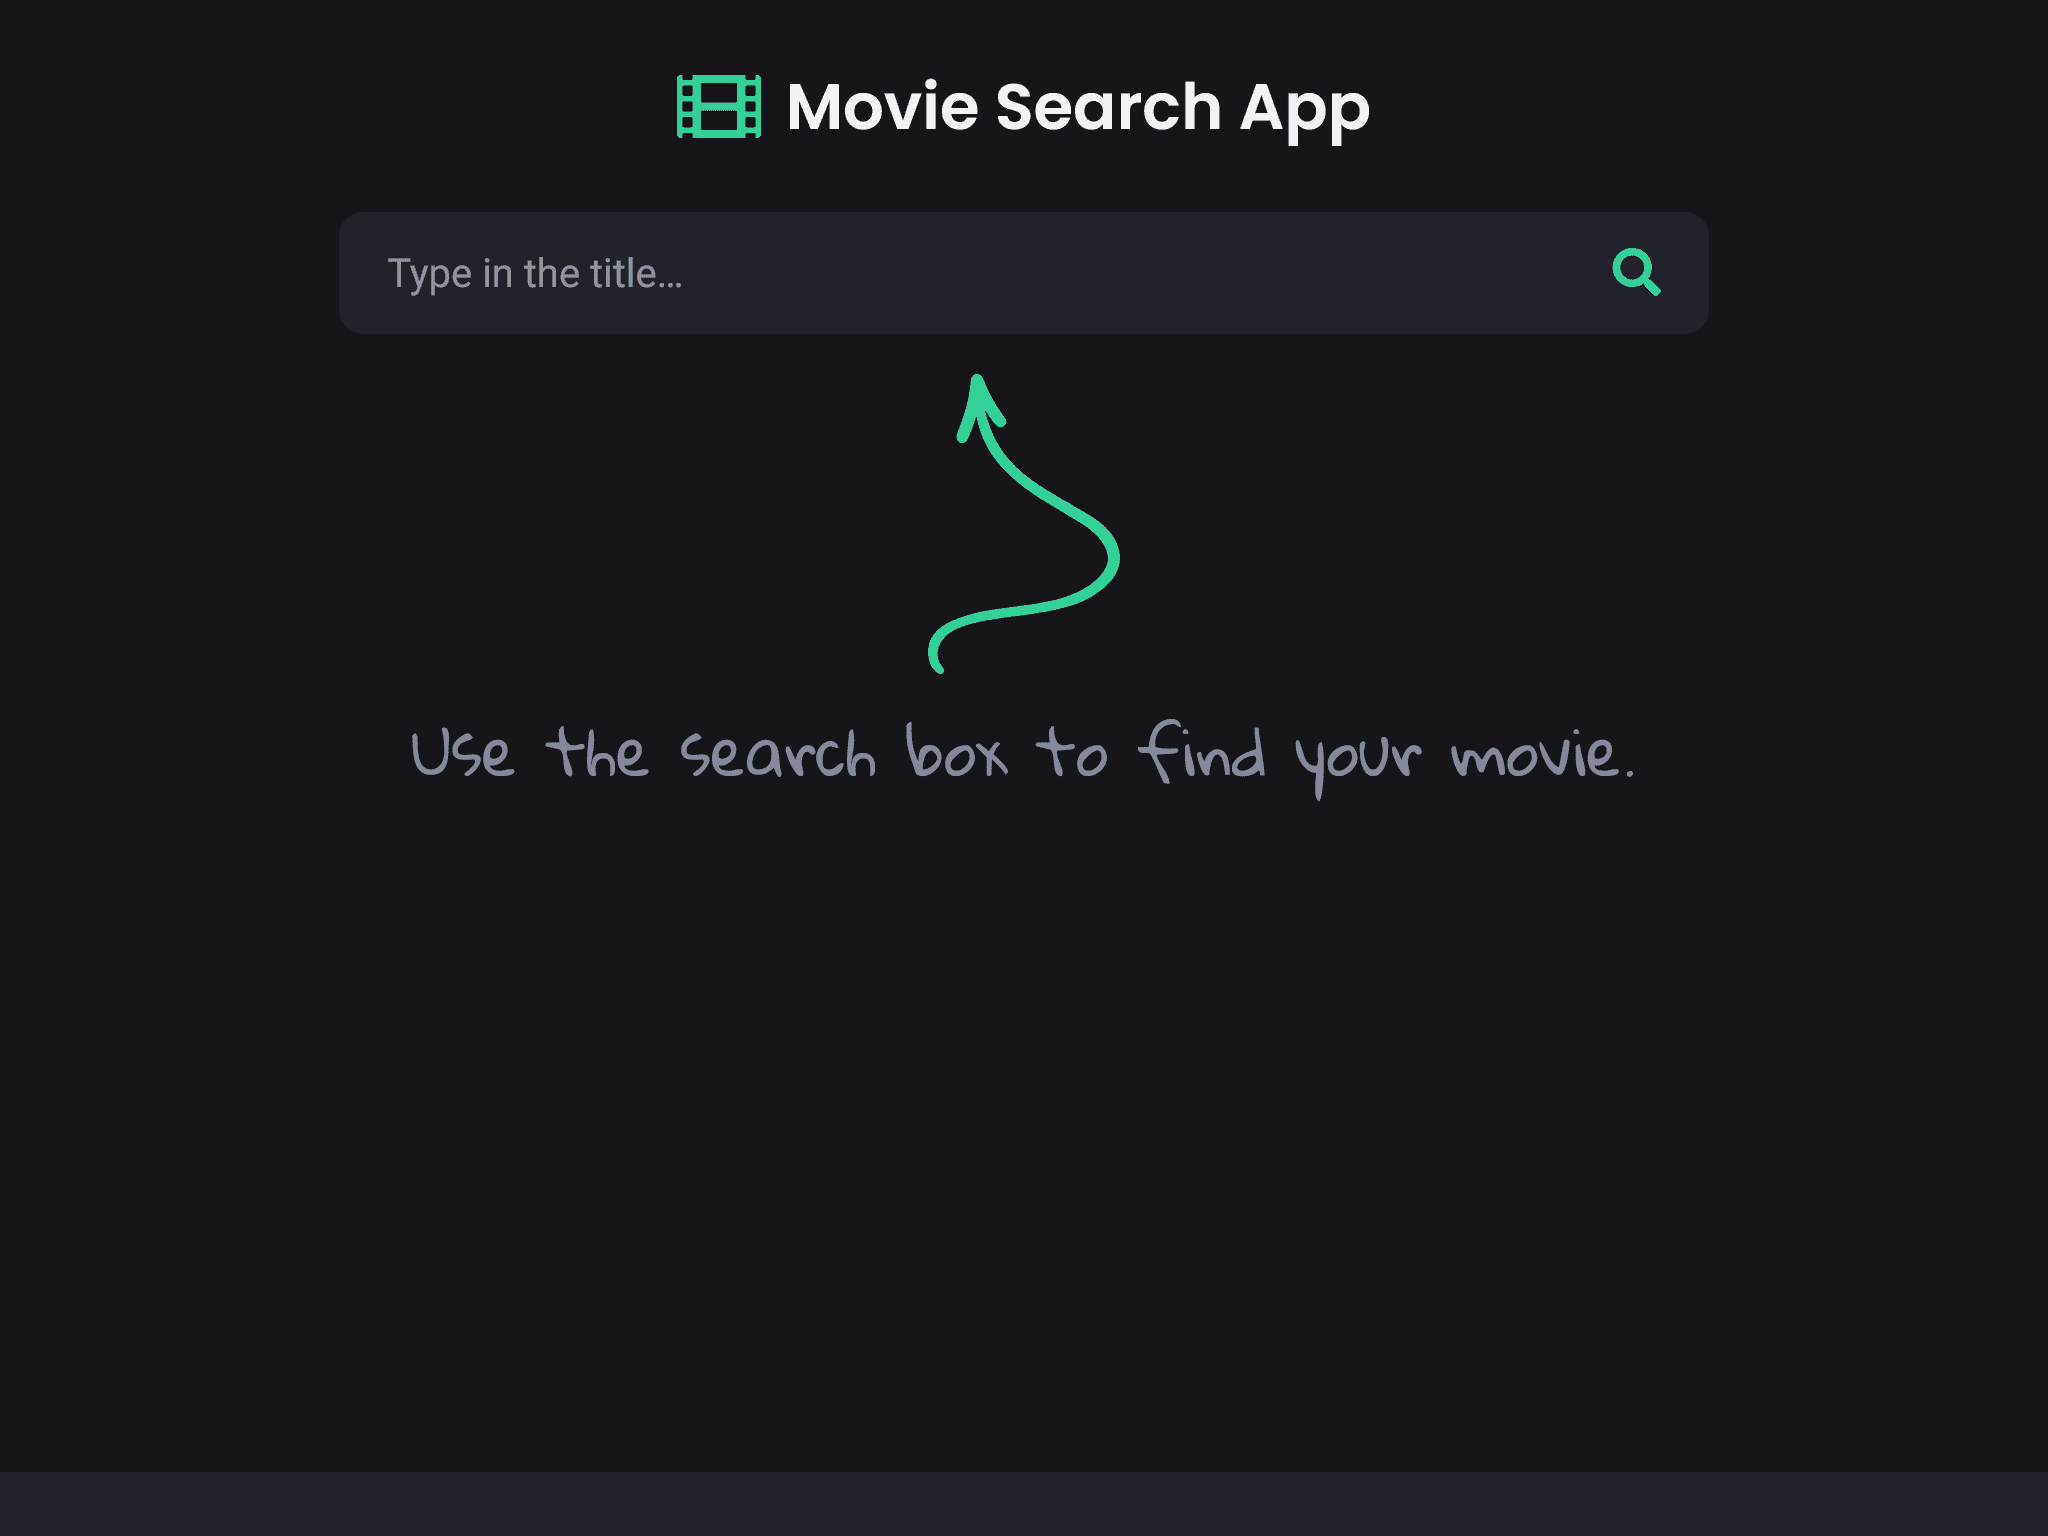 Movie Search App
Type in the title...
Use the search box to find your movie.